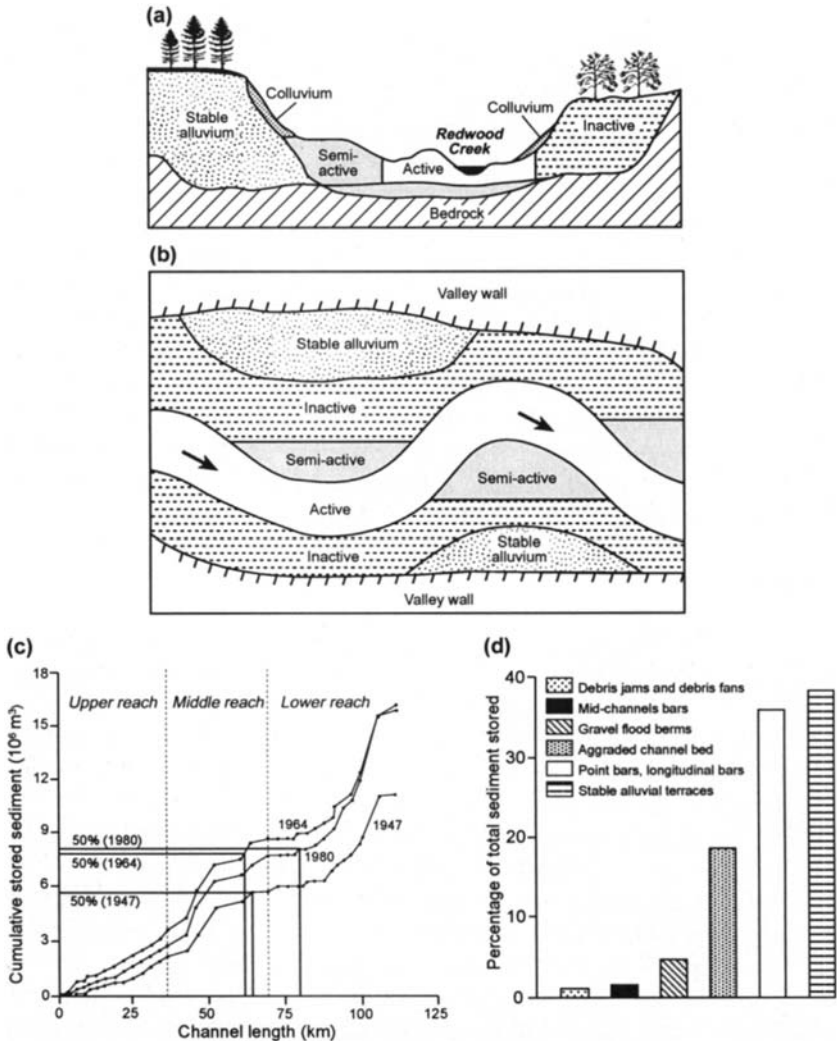 (a)
Colluvium
Stable
alluvium
Semi-
active
Active
Redwood
Creek
Colluvium
Inactive
Bedrock
(b)
Valley wall
Stable alluvium
Inactive
Semi-active
Semi-active
Active
Inactive
Stable
alluvium
Valley wall
(c)
Cumulative stored sediment (10⁶ m³)
18
15
12
9
6
3
0
Upper reach
Middle reach
Lower reach
50% (1980)
50% (1964)
50% (1947)
1964
1980
1947
0
25
50
75
100
125
Channel length (km)
(d)
Percentage of total sediment stored
40
30
20
10
0
Debris jams and debris fans
Mid-channels bars
Gravel flood berms
Aggraded channel bed
Point bars, longitudinal bars
Stable alluvial terraces